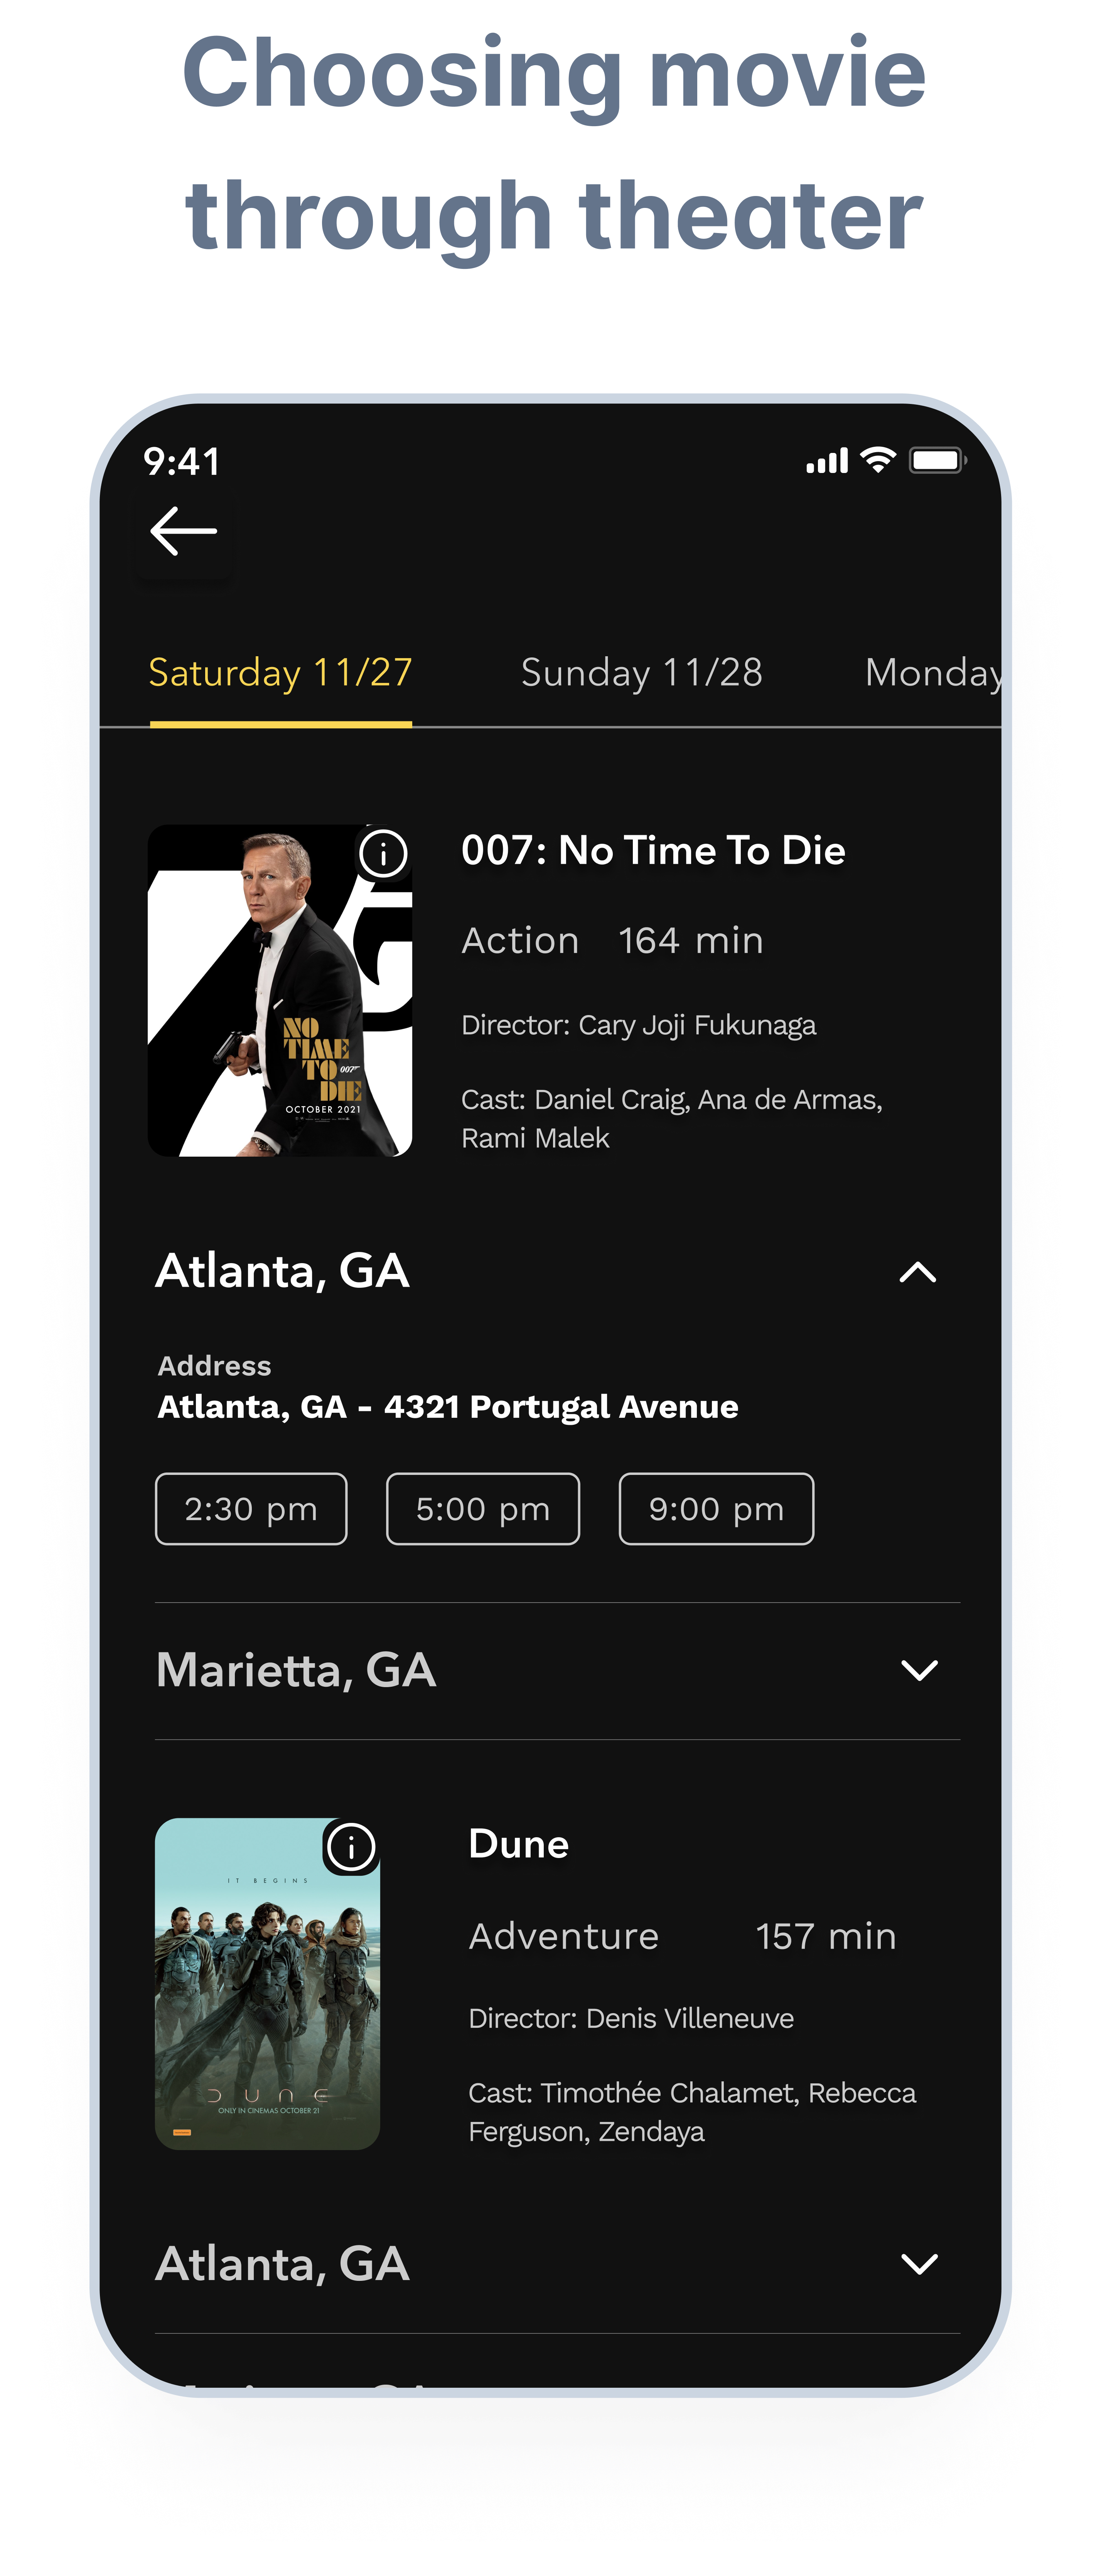 Choosing movie
through theater
9:41
Saturday 11/27
Sunday 11/28
Monday
007: No Time To Die
Action 164 min
Director: Cary Joji Fukunaga
Cast: Daniel Craig, Ana de Armas,
Rami Malek
NO
TIME
TO 007
DIE
OCTOBER 2021
Atlanta, GA
Address
Atlanta, GA - 4321 Portugal Avenue
2:30 pm
5:00 pm
9:00 pm
Marietta, GA
IT BEGINS
DUNE
ONLY IN CINEMAS OCTOBER 21
Dune
Adventure 157 min
Director: Denis Villeneuve
Cast: Timothée Chalamet, Rebecca
Ferguson, Zendaya
Atlanta, GA